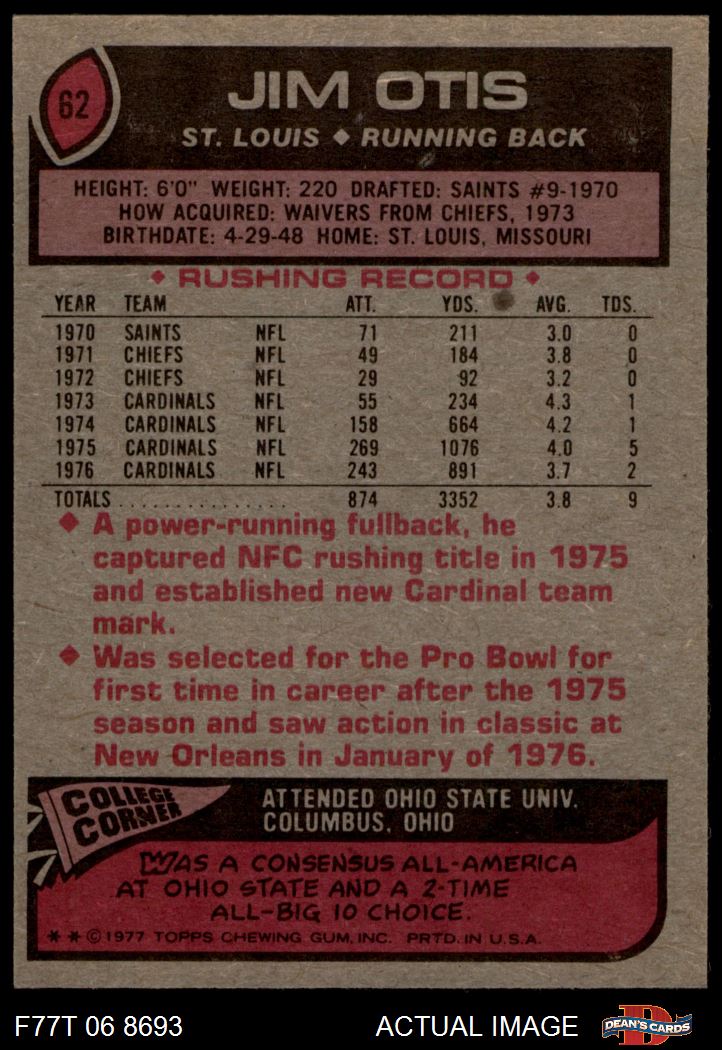 62
JIM OTIS
ST. LOUIS ◆ RUNNING BACK
HEIGHT: 6'0" WEIGHT: 220 DRAFTED: SAINTS #9-1970
HOW ACQUIRED: WAIVERS FROM CHIEFS, 1973
BIRTHDATE: 4-29-48 HOME: ST. LOUIS, MISSOURI
◆ RUSHING RECORD ◆
YEAR TEAM ATT. YDS. AVG. TDS.
1970 SAINTS NFL 71 211 3.0 0
1971 CHIEFS NFL 49 184 3.8 0
1972 CHIEFS NFL 29 92 3.2 0
1973 CARDINALS NFL 55 234 4.3 1
1974 CARDINALS NFL 158 664 4.2 1
1975 CARDINALS NFL 269 1076 4.0 5
1976 CARDINALS NFL 243 891 3.7 2
TOTALS................ 874 3352 3.8 9
◆ A power-running fullback, he
captured NFC rushing title in 1975
and established new Cardinal team
mark.
◆ Was selected for the Pro Bowl for
first time in career after the 1975
season and saw action in classic at
New Orleans in January of 1976.
COLLEGE
CORNER
ATTENDED OHIO STATE UNIV.
COLUMBUS, OHIO
WAS A CONSENSUS ALL-AMERICA
AT OHIO STATE AND A 2-TIME
ALL-BIG 10 CHOICE.
* * © 1977 TOPPS CHEWING GUM, INC. PRTD. IN U.S.A.
F77T 06 8693 ACTUAL IMAGE
D
DEAN'S CARDS